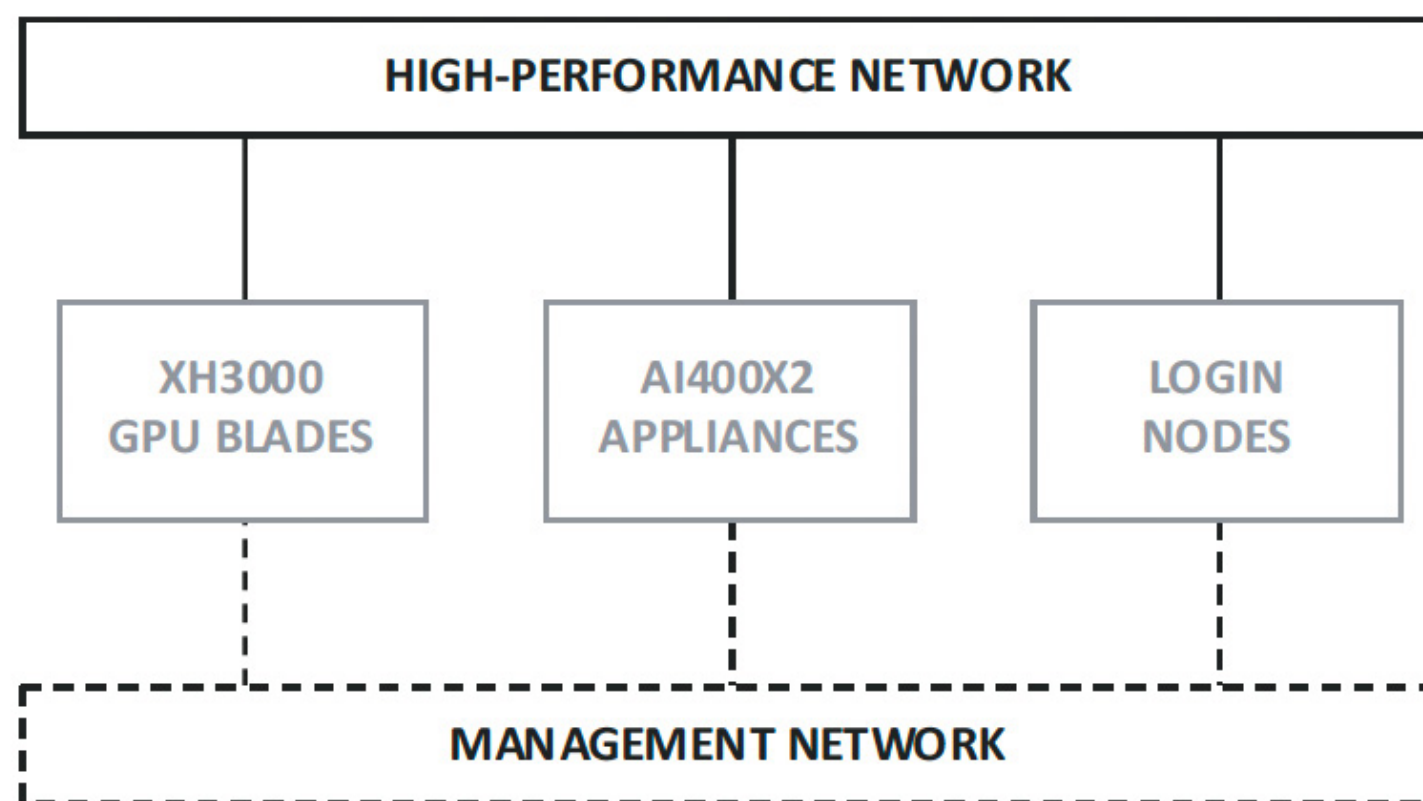 HIGH-PERFORMANCE NETWORK
XH3000
GPU BLADES
AI400X2
APPLIANCES
LOGIN
NODES
MANAGEMENT NETWORK